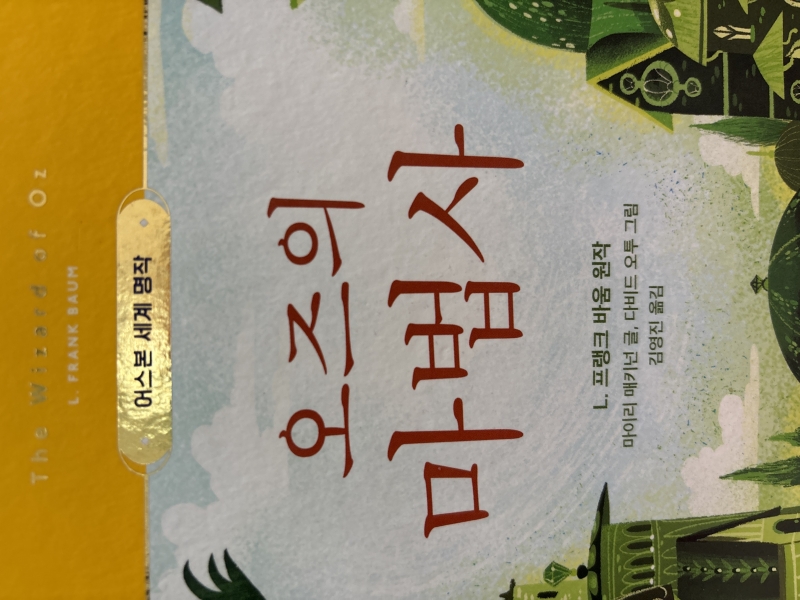 The Wizard of Oz
L. FRANK BAUM
어스본 세계 명작
오즈의
마법사
L. 프랭크 바움 원작
마이리 매키넌 글, 다비드 오투 그림
김영진 옮김